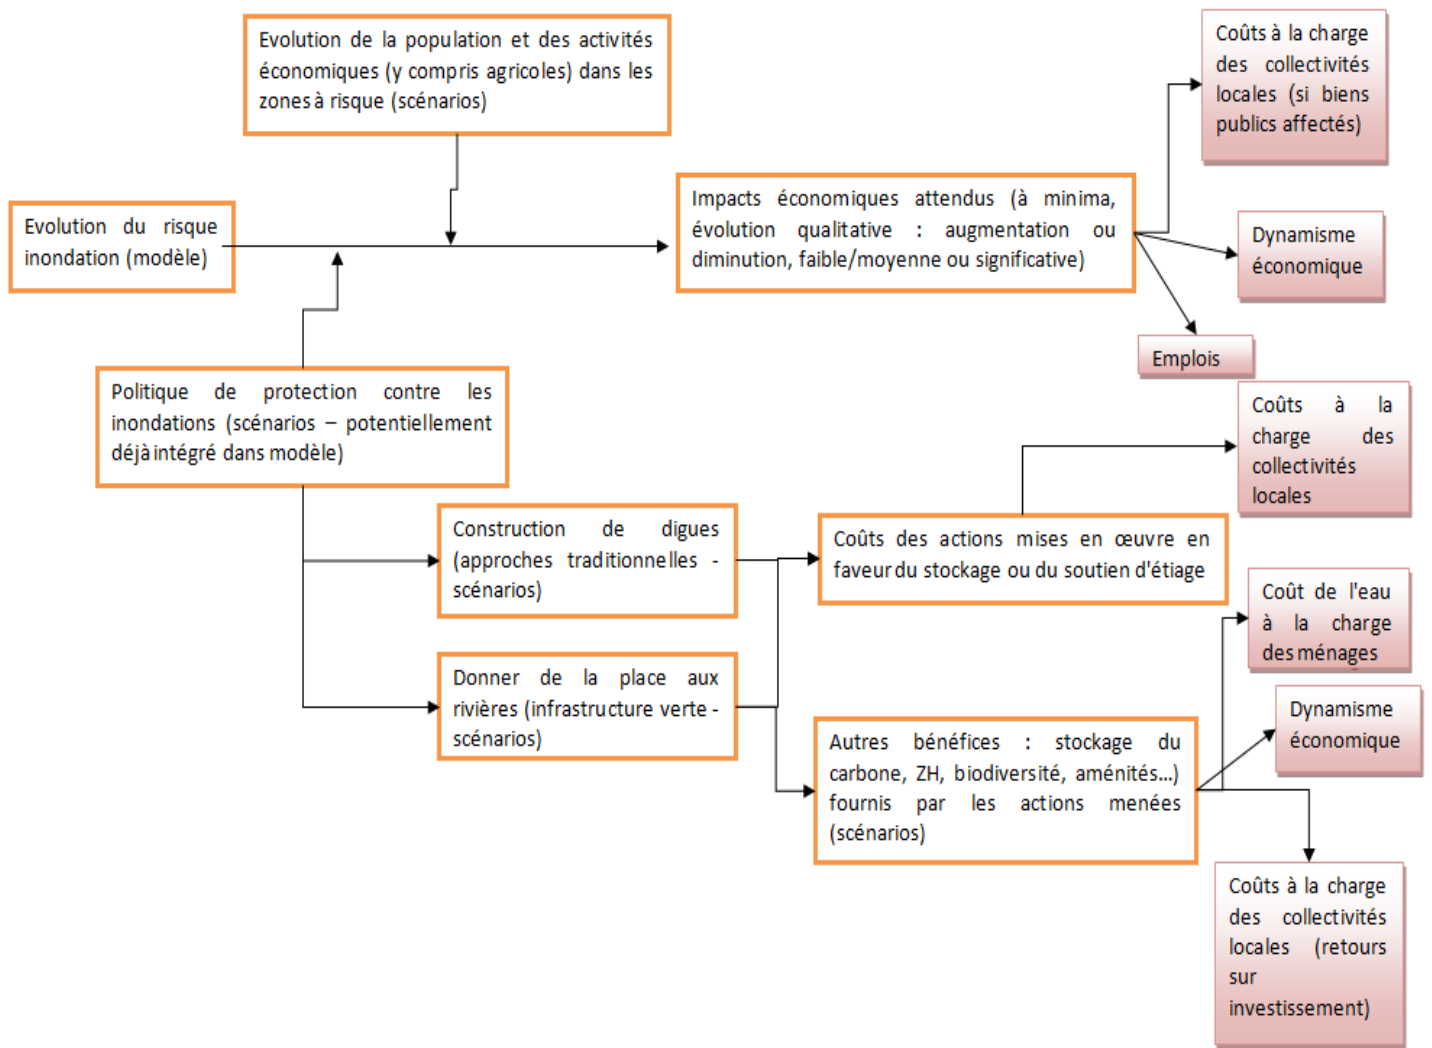 Evolution de la population et des activités
économiques (y compris agricoles) dans les
zones à risque (scénarios)
Coûts à la charge
des collectivités
locales (si biens
publics affectés)
Evolution du risque
inondation (modèle)
Impacts économiques attendus (à minima,
évolution qualitative : augmentation ou
diminution, faible/moyenne ou significative)
Dynamisme
économique
Emplois
Politique de protection contre les
inondations (scénarios – potentiellement
déjà intégré dans modèle)
Coûts à la
charge des
collectivités
locales
Construction de digues
(approches traditionnelles -
scénarios)
Coûts des actions mises en œuvre en
faveur du stockage ou du soutien d'étiage
Coût de l'eau
à la charge
des ménages
Donner de la place aux
rivières (infrastructure verte -
scénarios)
Dynamisme
économique
Autres bénéfices : stockage du
carbone, ZH, biodiversité, aménités...)
fournis par les actions menées
(scénarios)
Coûts à la charge
des collectivités
locales (retours
sur
investissement)